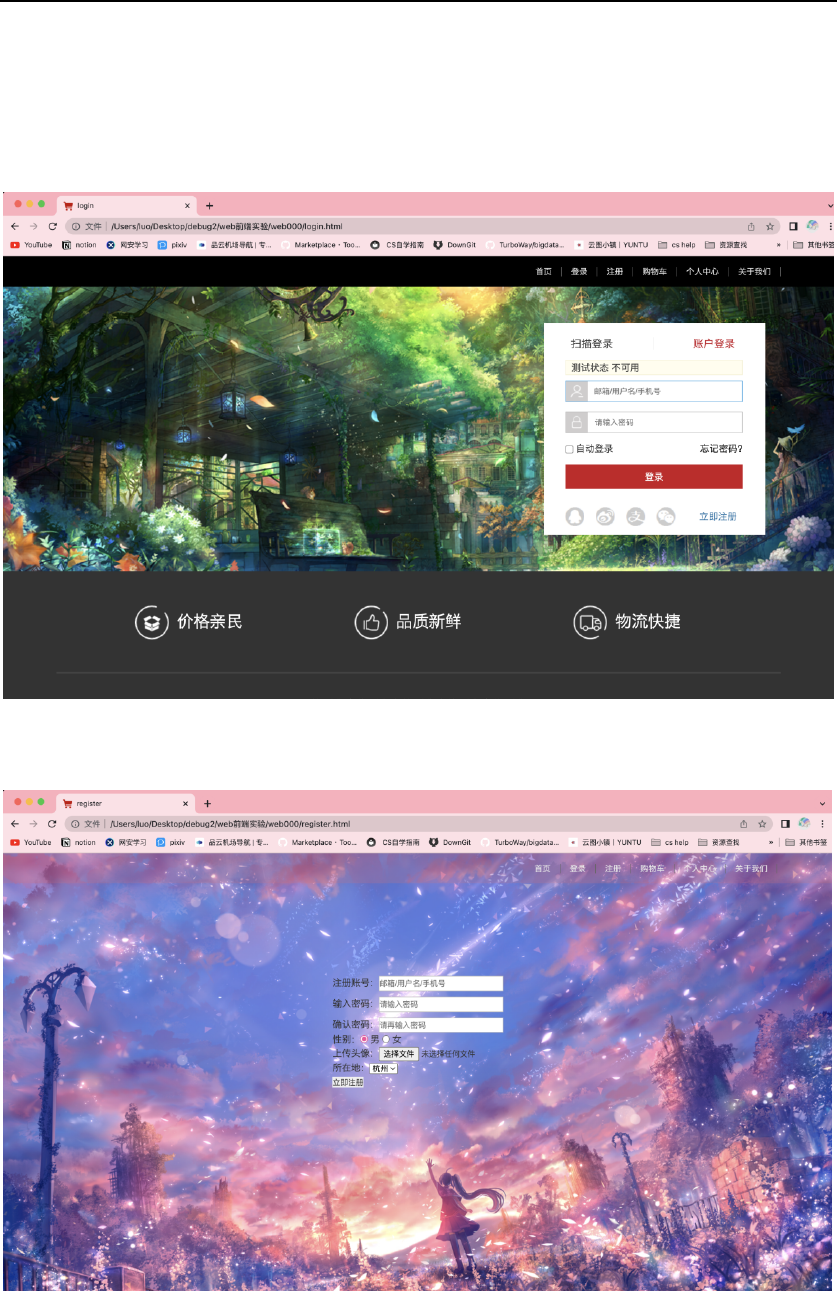 login
文件 /Users/luo/Desktop/debug2/web前端实验/web000/login.html
YouTube notion 网安学习 pixiv 品云机场导航 | 专... Marketplace · Too... CS自学指南 DownGit TurboWay/bigdata... 云图小镇 | YUNTU cs help 资源查找 » 其他书签
首页 登录 注册 购物车 个人中心 关于我们
扫描登录 账户登录
测试状态 不可用
邮箱/用户名/手机号
请输入密码
自动登录 忘记密码?
登录
立即注册
价格亲民 品质新鲜 物流快捷
register
文件 /Users/luo/Desktop/debug2/web前端实验/web000/register.html
YouTube notion 网安学习 pixiv 品云机场导航 | 专... Marketplace · Too... CS自学指南 DownGit TurboWay/bigdata... 云图小镇 | YUNTU cs help 资源查找 » 其他书签
首页 登录 注册 购物车 个人中心 关于我们
注册账号: 邮箱/用户名/手机号
输入密码: 请输入密码
确认密码: 请再输入密码
性别: 男 女
上传头像: 选择文件 未选择任何文件
所在地: 杭州
立即注册